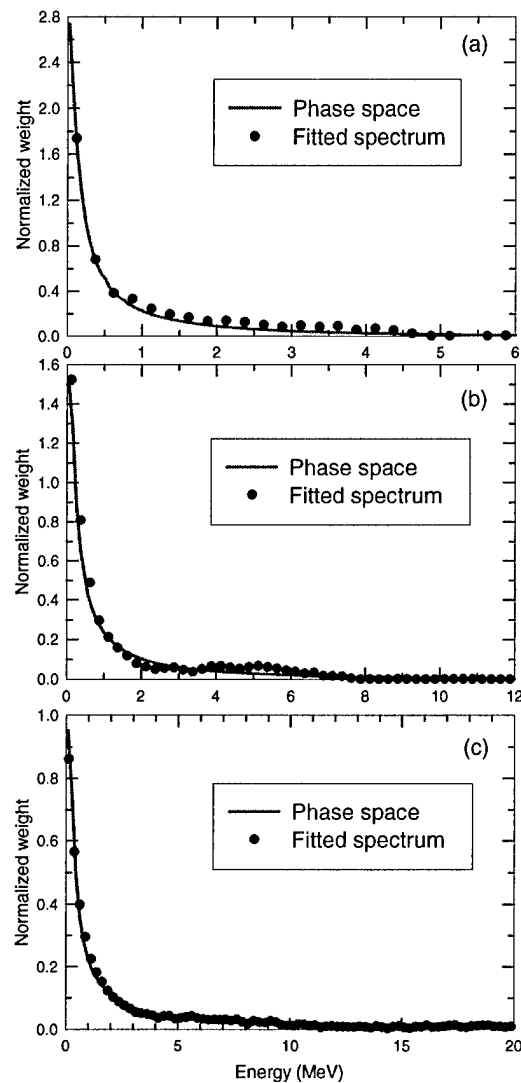 (a)
Normalized weight
2.8
2.4
2.0
1.6
1.2
0.8
0.4
0.0
Phase space
Fitted spectrum
0 1 2 3 4 5 6
(b)
Normalized weight
1.6
1.4
1.2
1.0
0.8
0.6
0.4
0.2
0.0
Phase space
Fitted spectrum
0 2 4 6 8 10 12
(c)
Normalized weight
1.0
0.8
0.6
0.4
0.2
0.0
Phase space
Fitted spectrum
0 5 10 15 20
Energy (MeV)